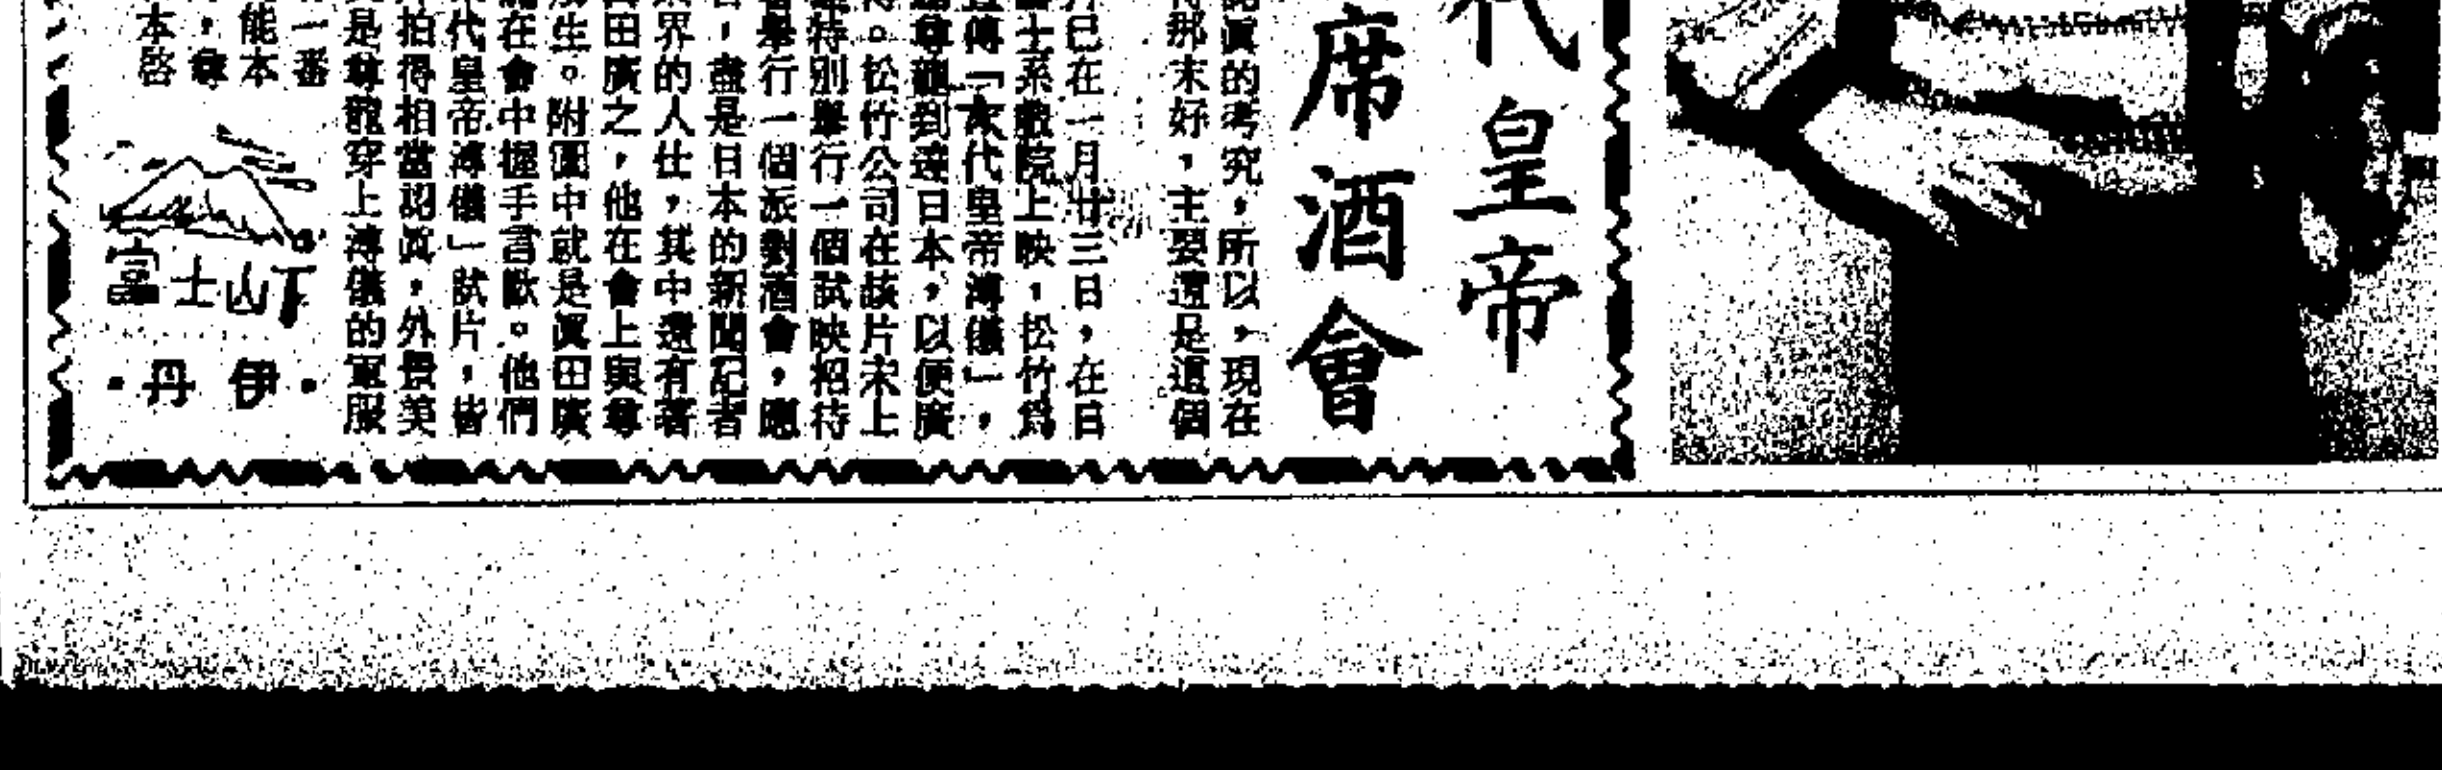 代皇帝
席酒會
認真的考究，所以，現在
得那末好，主要還是這個
片已在一月廿三日，在日
士系戲院上映，松竹為
宣傳「末代皇帝溥儀」，
尊龍到達日本，以便廣
。松竹公司在該片未上
特別舉行一個試映招待
會舉行一個派對酒會，應
，盡是日本的新聞記者
業界的人仕，其中還有著
田廣之，他在會上與尊
生。附圖中就是真田廣
在會中握手言歡。他們
代皇帝溥儀」試片，皆
拍得相當認真，外景美
是尊龍穿上溥儀的軍服
一番
能本
，尊
本啓
富士山下
·伊丹·